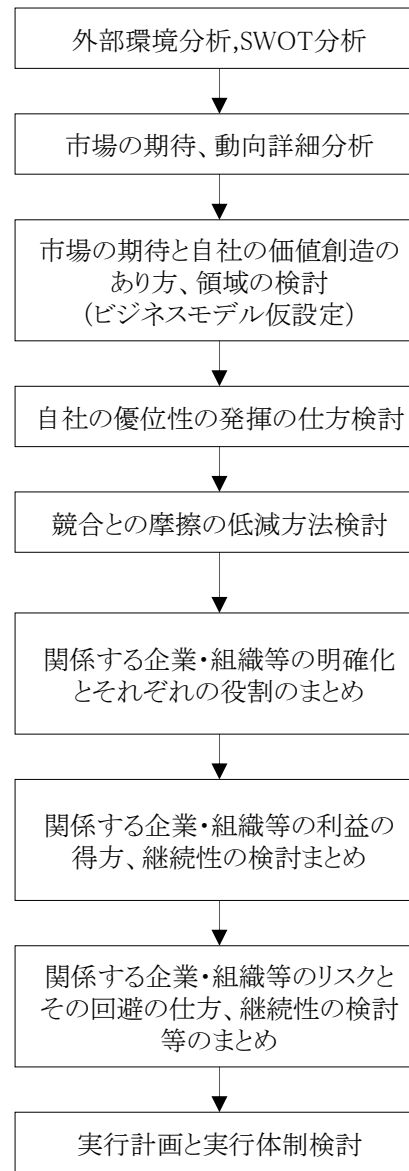 外部環境分析,SWOT分析
市場の期待、動向詳細分析
市場の期待と自社の価値創造の
あり方、領域の検討
(ビジネスモデル仮設定)
自社の優位性の発揮の仕方検討
競合との摩擦の低減方法検討
関係する企業・組織等の明確化
とそれぞれの役割のまとめ
関係する企業・組織等の利益の
得方、継続性の検討まとめ
関係する企業・組織等のリスクと
その回避の仕方、継続性の検討
等のまとめ
実行計画と実行体制検討